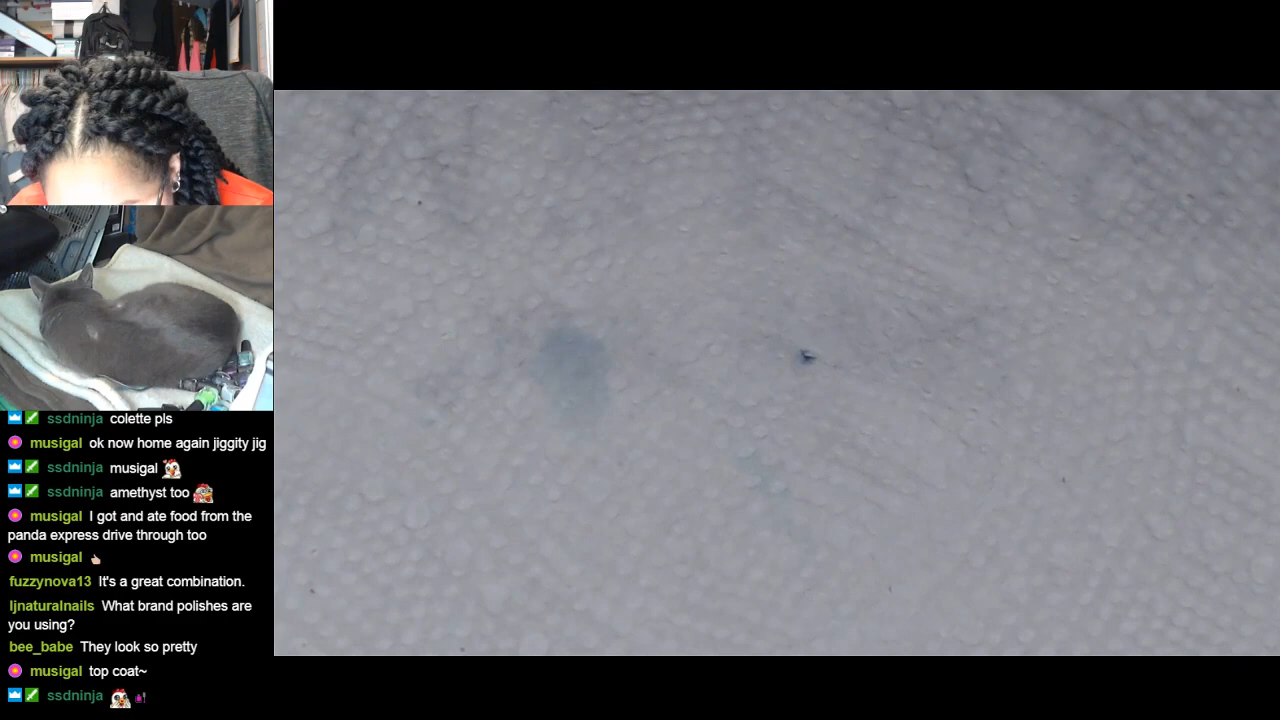 ssdninja colette pls
musigal ok now home again jiggity jig
ssdninja musigal
ssdninja amethyst too
musigal I got and ate food from the
panda express drive through too
musigal
fuzzynova13 It's a great combination.
ljnaturalnails What brand polishes are
you using?
bee_babe They look so pretty
musigal top coat~
ssdninja